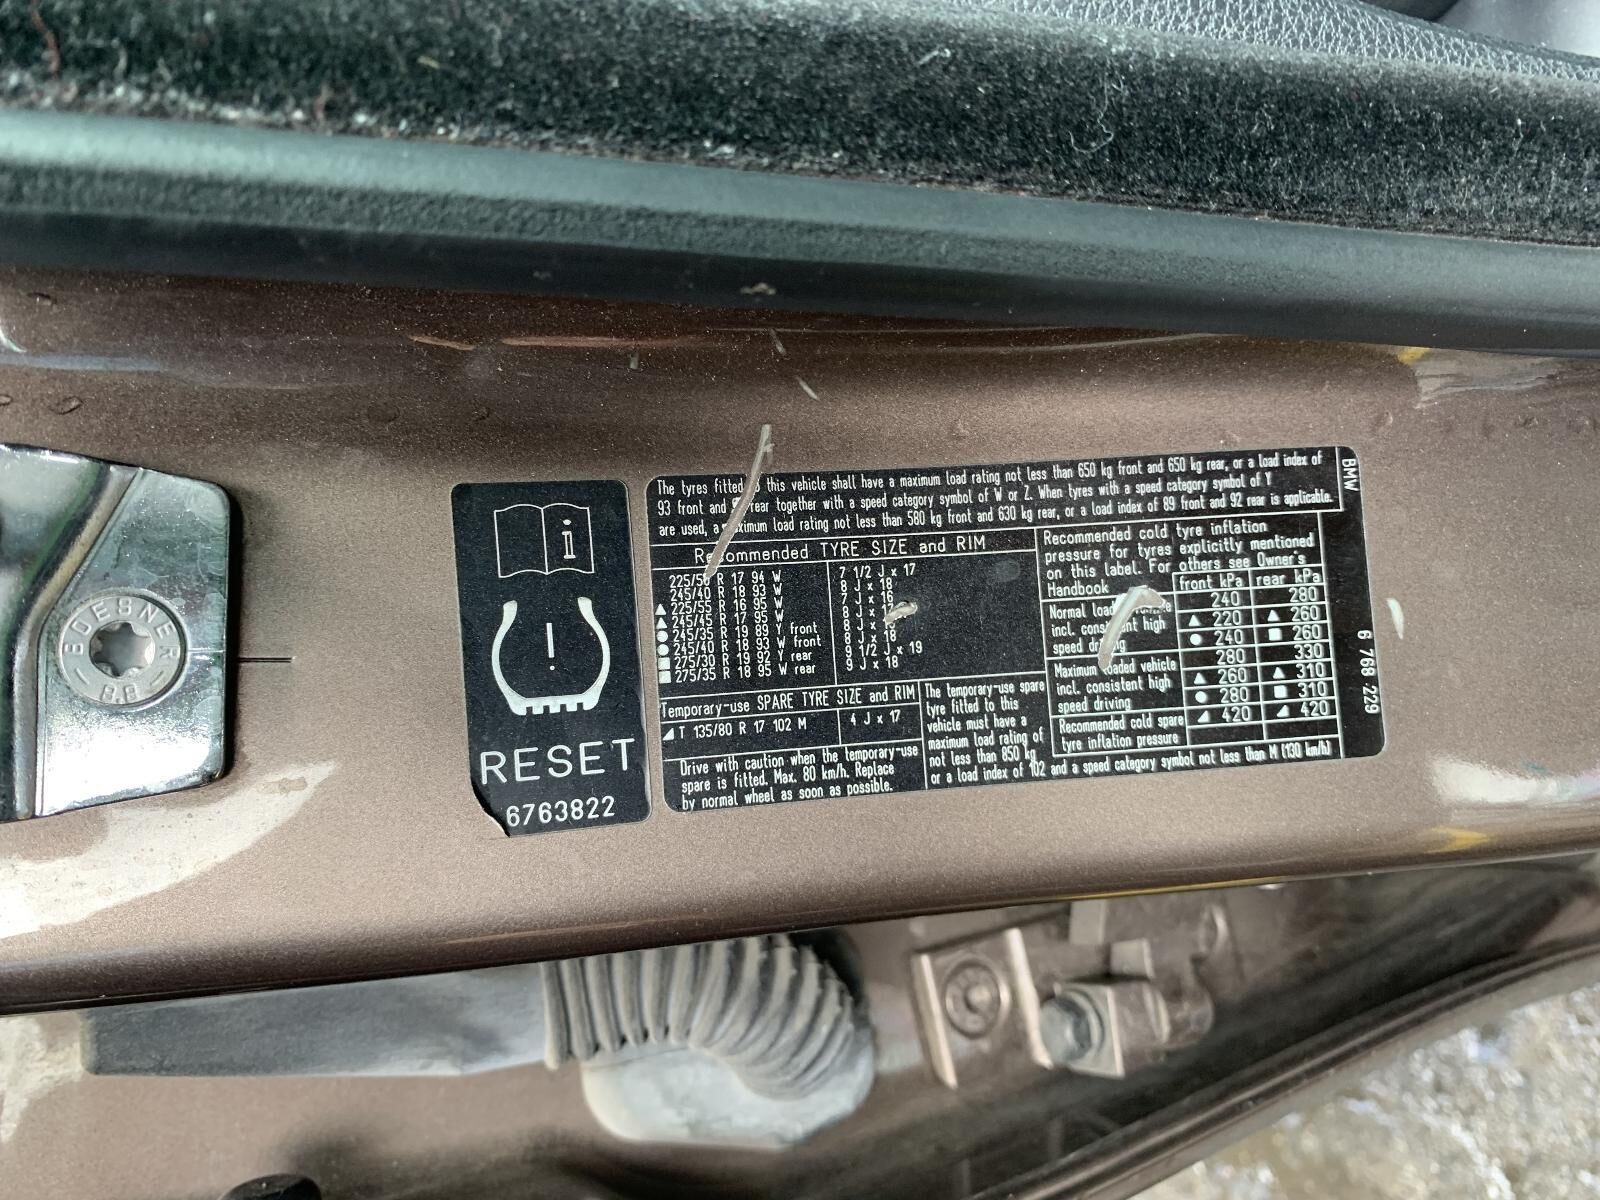 BOESNER
8.8
i
!
RESET
6763822
The tyres fitted this vehicle shall have a maximum load rating not less than 650 kg front and 650 kg rear, or a load index of
93 front and rear together with a speed category symbol of W or Z. When tyres with a speed category symbol of Y
are used, a maximum load rating not less than 580 kg front and 630 kg rear, or a load index of 89 front and 92 rear is applicable.
Recommended TYRE SIZE and RIM
225/50 R 17 94 W 7 1/2 J x 17
245/40 R 18 93 W 8 J x 18
225/55 R 16 95 W 7 J x 16
245/45 R 17 95 W 8 J x 17
245/35 R 19 89 Y front 8 J x
245/40 R 18 93 W front 8 J x 18
275/30 R 19 92 Y rear 9 1/2 J x 19
275/35 R 18 95 W rear 9 J x 18
Temporary-use SPARE TYRE SIZE and RIM
T 135/80 R 17 102 M 4 J x 17
Drive with caution when the temporary-use
spare is fitted. Max. 80 km/h. Replace
by normal wheel as soon as possible.
The temporary-use spare
tyre fitted to this
vehicle must have a
maximum load rating of
not less than 850 kg
or a load index of 102 and a speed category symbol not less than M (130 km/h)
Recommended cold tyre inflation
pressure for tyres explicitly mentioned
on this label. For others see Owner's
Handbook
front kPa rear kPa
Normal load
incl. consistent high
speed driving
240 280
220 260
240 260
Maximum loaded vehicle
incl. consistent high
speed driving
280 330
260 310
280 310
Recommended cold spare
tyre inflation pressure
420 420
BMW
6 768 229